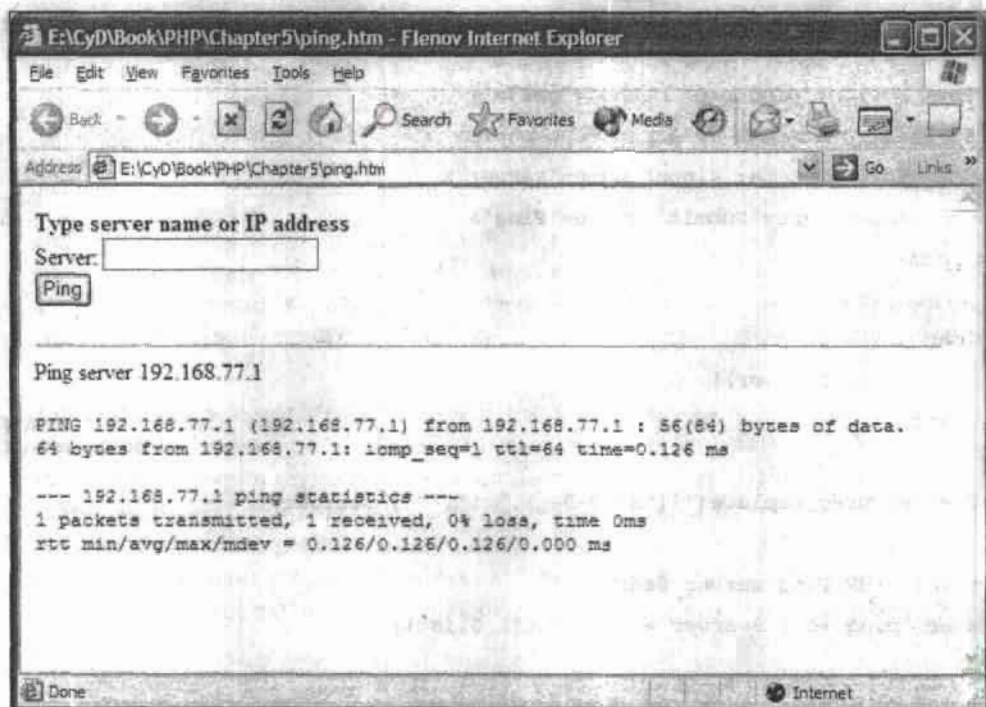 E:\CyD\Book\PHP\Chapter5\ping.htm - Flenov Internet Explorer
File Edit View Favorites Tools Help
Back Search Favorites Media
Address E:\CyD\Book\PHP\Chapter5\ping.htm Go Links »
Type server name or IP address
Server:
Ping
Ping server 192.168.77.1
PING 192.168.77.1 (192.168.77.1) from 192.168.77.1 : 56(84) bytes of data.
64 bytes from 192.168.77.1: icmp_seq=1 ttl=64 time=0.126 ms
--- 192.168.77.1 ping statistics ---
1 packets transmitted, 1 received, 0% loss, time 0ms
rtt min/avg/max/mdev = 0.126/0.126/0.126/0.000 ms
Done Internet